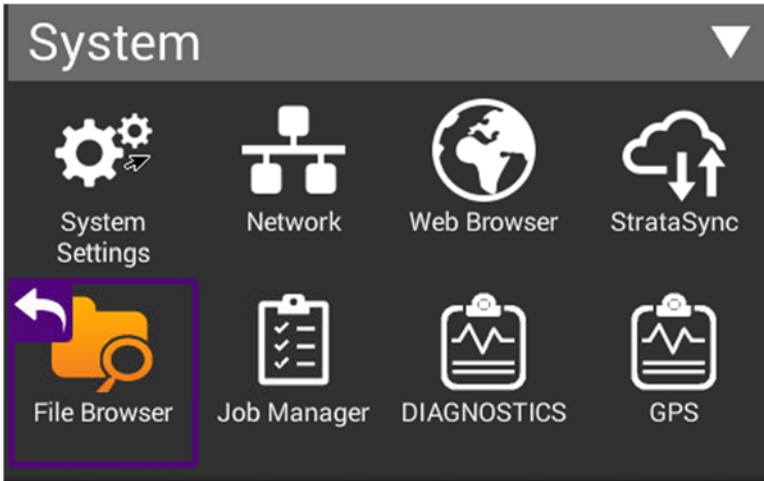 System
System
Settings
Network
Web Browser
StrataSync
File Browser
Job Manager
DIAGNOSTICS
GPS